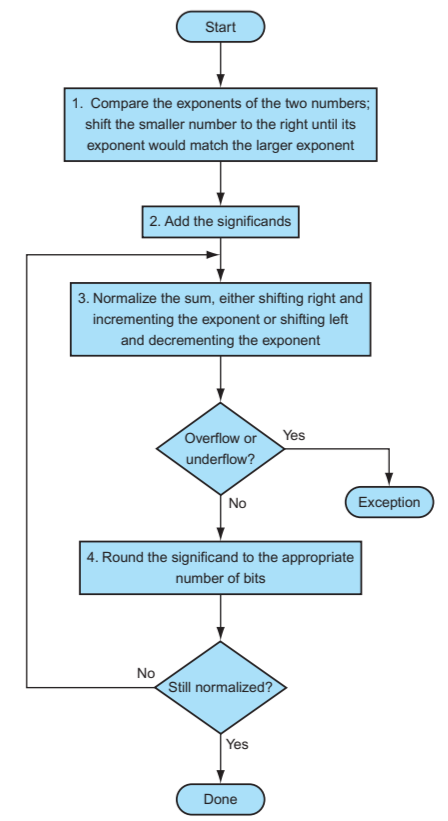 Start
1. Compare the exponents of the two numbers;
shift the smaller number to the right until its
exponent would match the larger exponent
2. Add the significands
3. Normalize the sum, either shifting right and
incrementing the exponent or shifting left
and decrementing the exponent
Overflow or
underflow?
Yes
No
Exception
4. Round the significand to the appropriate
number of bits
Still normalized?
No
Yes
Done